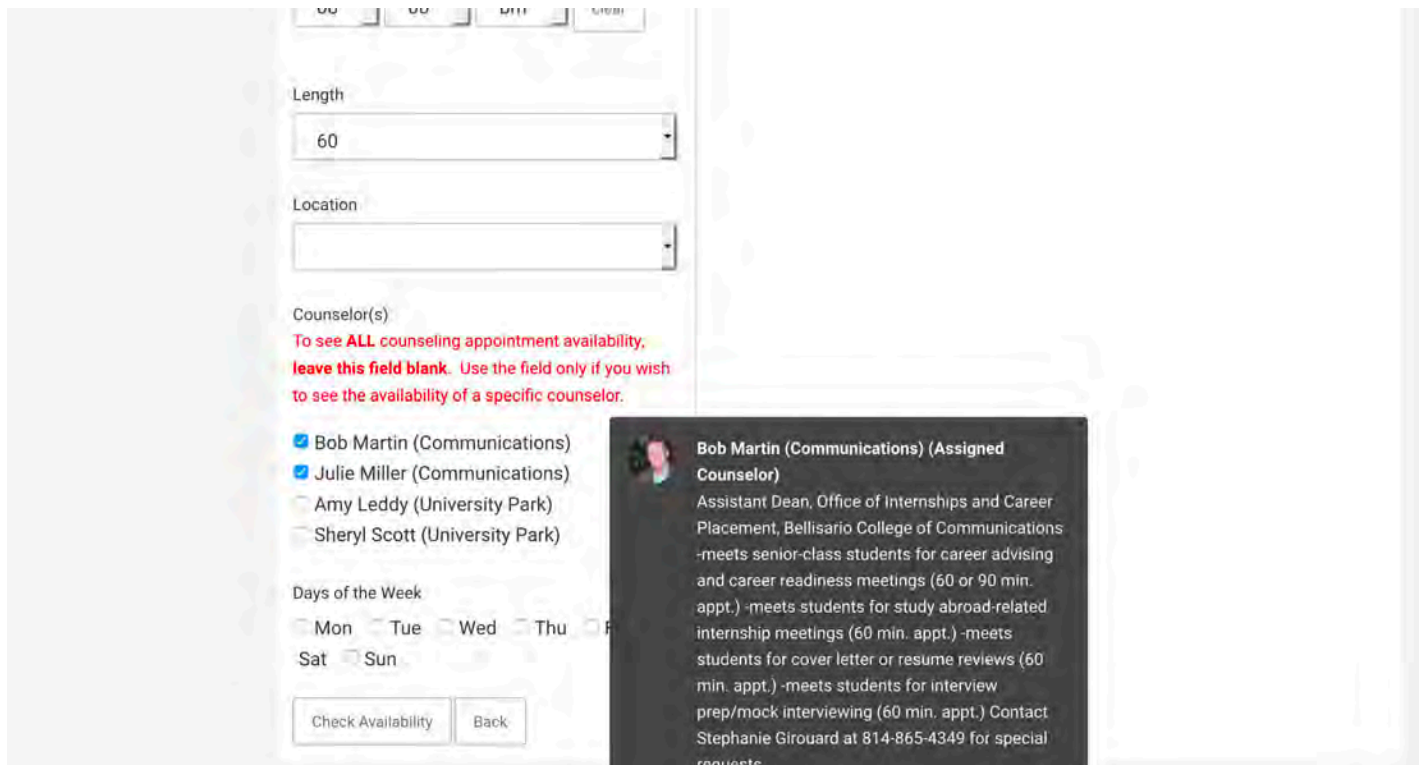 Length
60
Location
Counselor(s)
To see ALL counseling appointment availability,
leave this field blank. Use the field only if you wish
to see the availability of a specific counselor.
Bob Martin (Communications)
Julie Miller (Communications)
Amy Leddy (University Park)
Sheryl Scott (University Park)
Days of the Week
Mon Tue Wed Thu
Sat Sun
Check Availability Back
Bob Martin (Communications) (Assigned
Counselor)
Assistant Dean, Office of Internships and Career
Placement, Bellisario College of Communications
-meets senior-class students for career advising
and career readiness meetings (60 or 90 min.
appt.) -meets students for study abroad-related
internship meetings (60 min. appt.) -meets
students for cover letter or resume reviews (60
min. appt.) -meets students for interview
prep/mock interviewing (60 min. appt.) Contact
Stephanie Girouard at 814-865-4349 for special